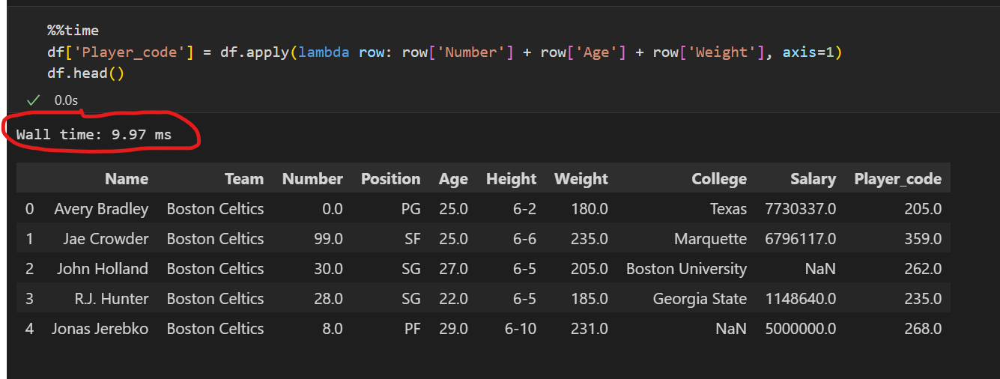 %%time
df['Player_code'] = df.apply(lambda row: row['Number'] + row['Age'] + row['Weight'], axis=1)
df.head()
0.0s
Wall time: 9.97 ms
Name Team Number Position Age Height Weight College Salary Player_code
0 Avery Bradley Boston Celtics 0.0 PG 25.0 6-2 180.0 Texas 7730337.0 205.0
1 Jae Crowder Boston Celtics 99.0 SF 25.0 6-6 235.0 Marquette 6796117.0 359.0
2 John Holland Boston Celtics 30.0 SG 27.0 6-5 205.0 Boston University NaN 262.0
3 R.J. Hunter Boston Celtics 28.0 SG 22.0 6-5 185.0 Georgia State 1148640.0 235.0
4 Jonas Jerebko Boston Celtics 8.0 PF 29.0 6-10 231.0 NaN 5000000.0 268.0